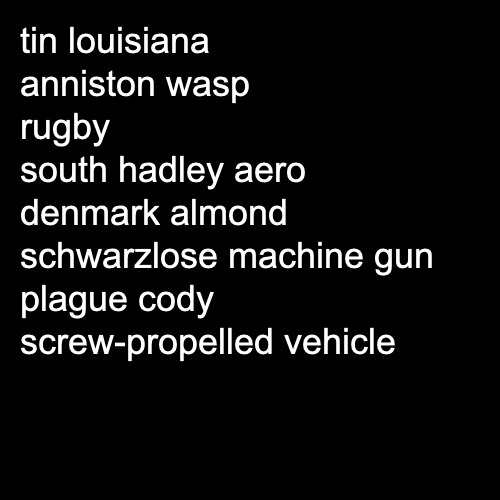 tin louisiana
anniston wasp
rugby
south hadley aero
denmark almond
schwarzlose machine gun
plague cody
screw-propelled vehicle